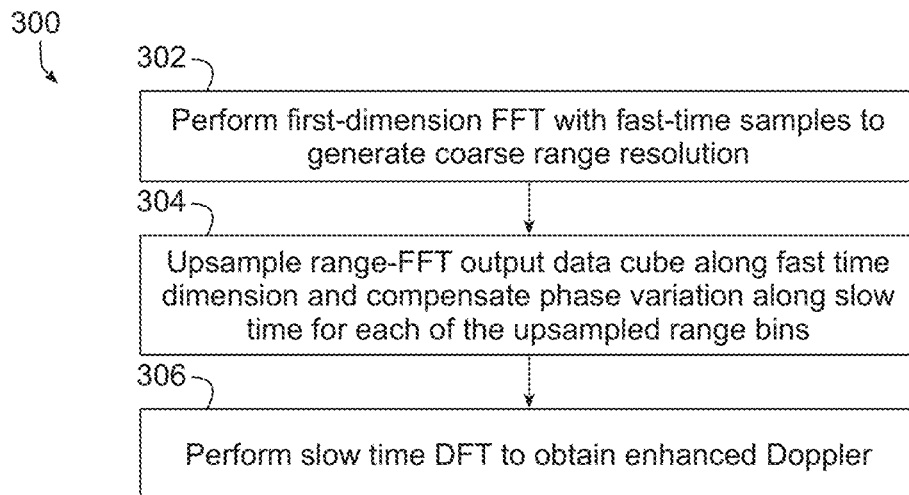 300
302
Perform first-dimension FFT with fast-time samples to
generate coarse range resolution
304
Upsample range-FFT output data cube along fast time
dimension and compensate phase variation along slow
time for each of the upsampled range bins
306
Perform slow time DFT to obtain enhanced Doppler